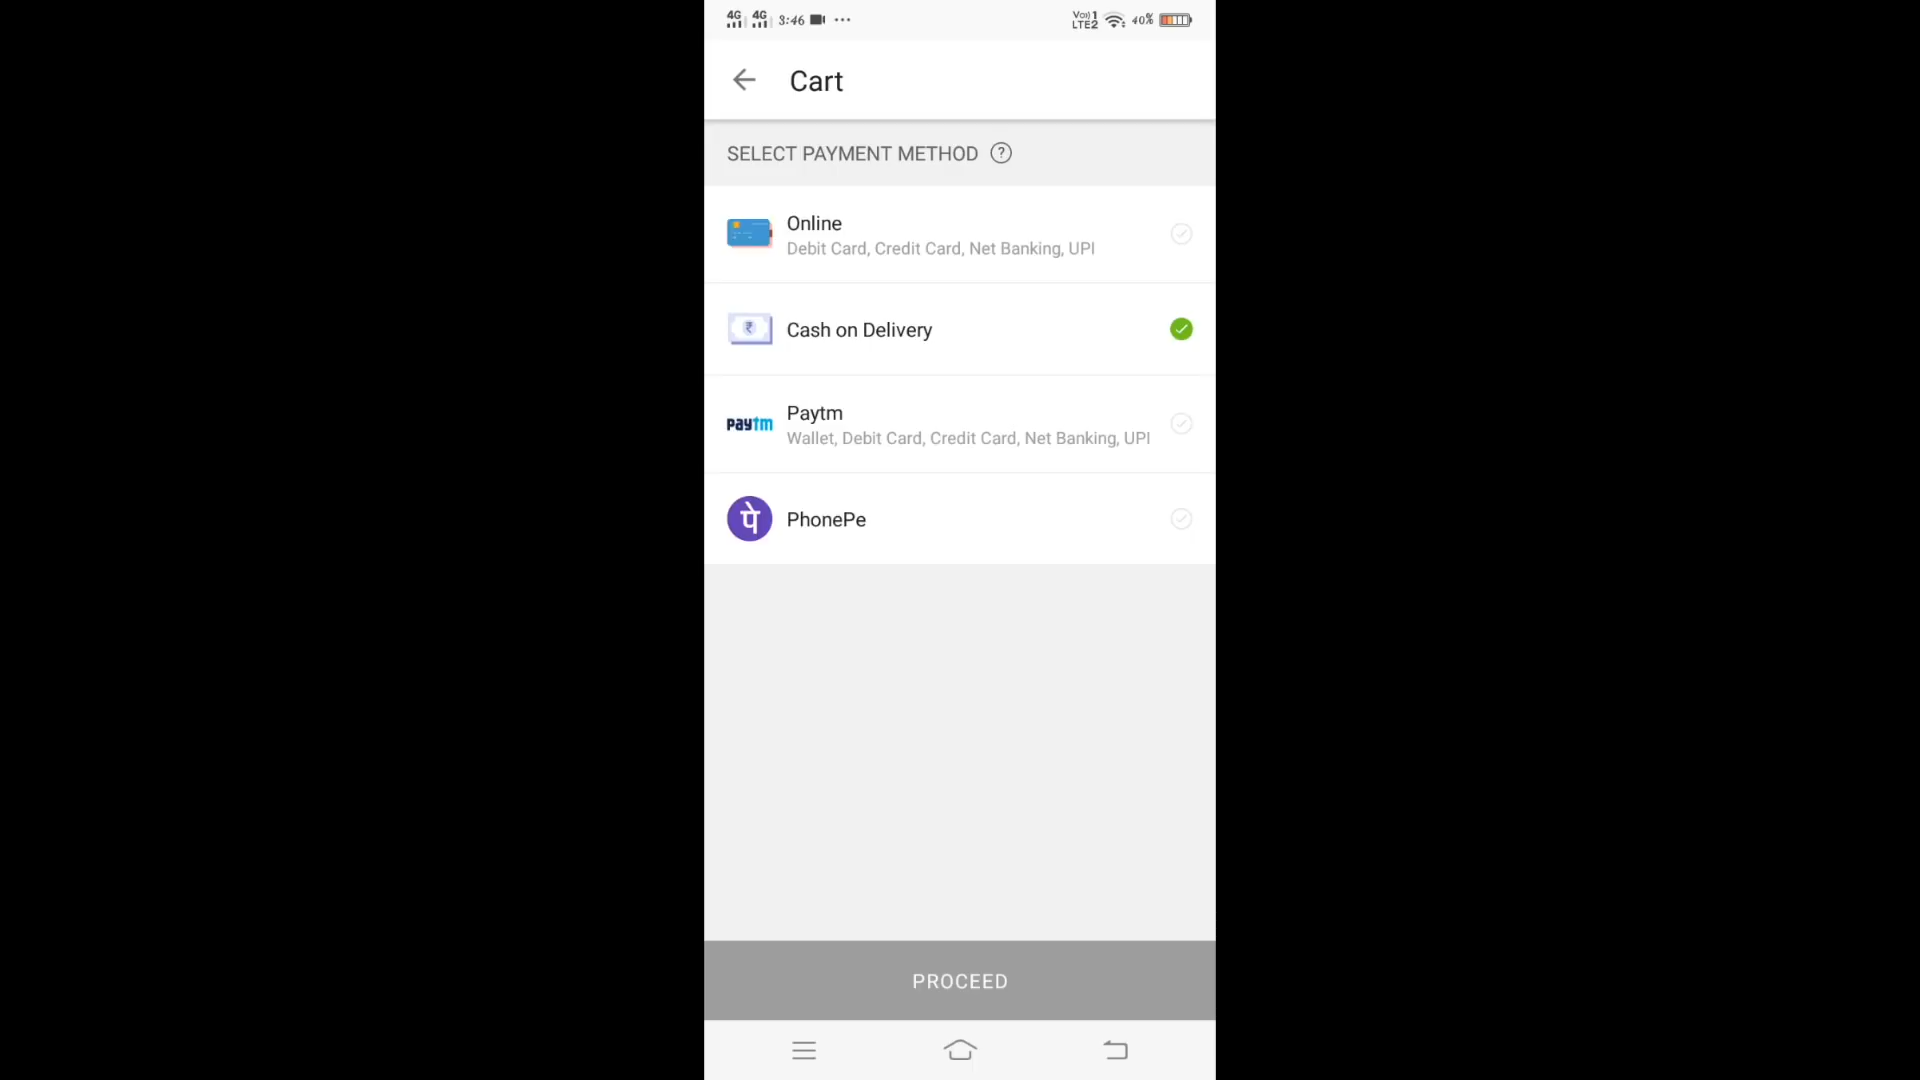 4G 4G 3:46 ...
Vo)) 1 LTE2 40%
Cart
SELECT PAYMENT METHOD ?
Online
Debit Card, Credit Card, Net Banking, UPI
₹ Cash on Delivery
paytm Paytm
Wallet, Debit Card, Credit Card, Net Banking, UPI
पे PhonePe
PROCEED